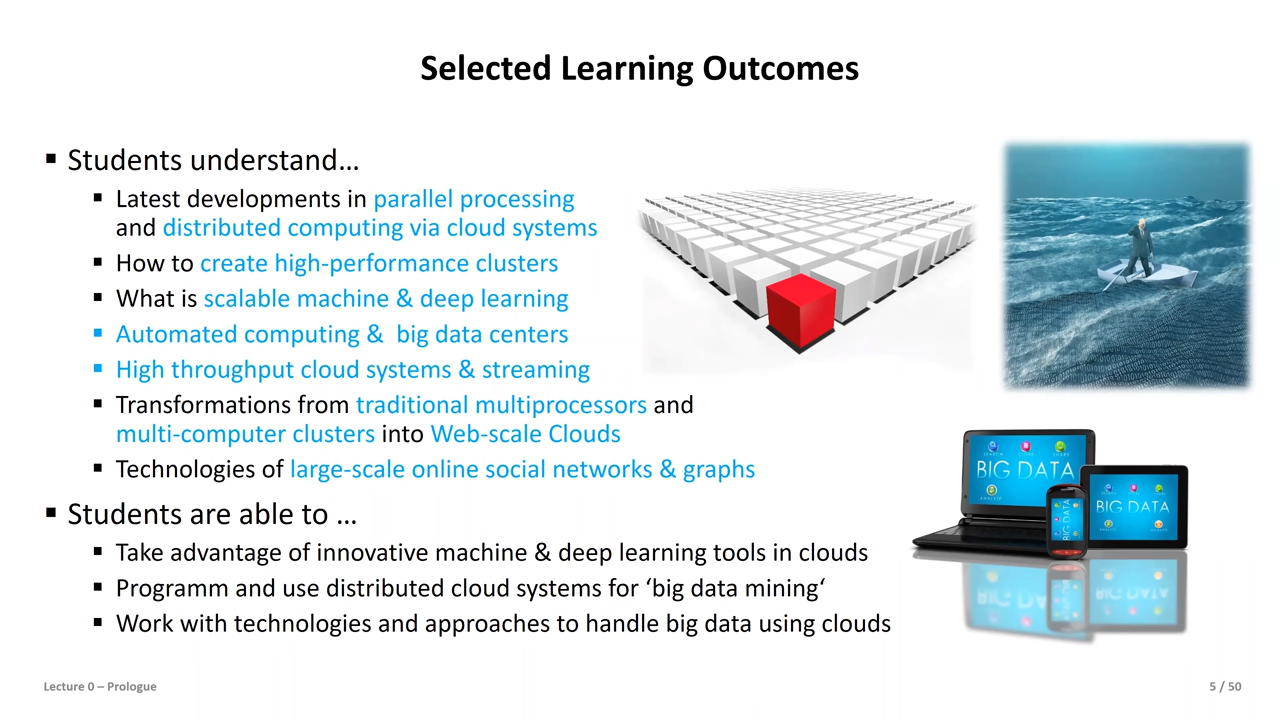 Selected Learning Outcomes
▪ Students understand…
▪ Latest developments in parallel processing
and distributed computing via cloud systems
▪ How to create high-performance clusters
▪ What is scalable machine & deep learning
▪ Automated computing &  big data centers
▪ High throughput cloud systems & streaming
▪ Transformations from traditional multiprocessors and
multi-computer clusters into Web-scale Clouds
▪ Technologies of large-scale online social networks & graphs
▪ Students are able to …
▪ Take advantage of innovative machine & deep learning tools in clouds
▪ Programm and use distributed cloud systems for ‘big data mining‘
▪ Work with technologies and approaches to handle big data using clouds
BIG DATA
BIG DATA
BIG DATA
Lecture 0 – Prologue
5 / 50